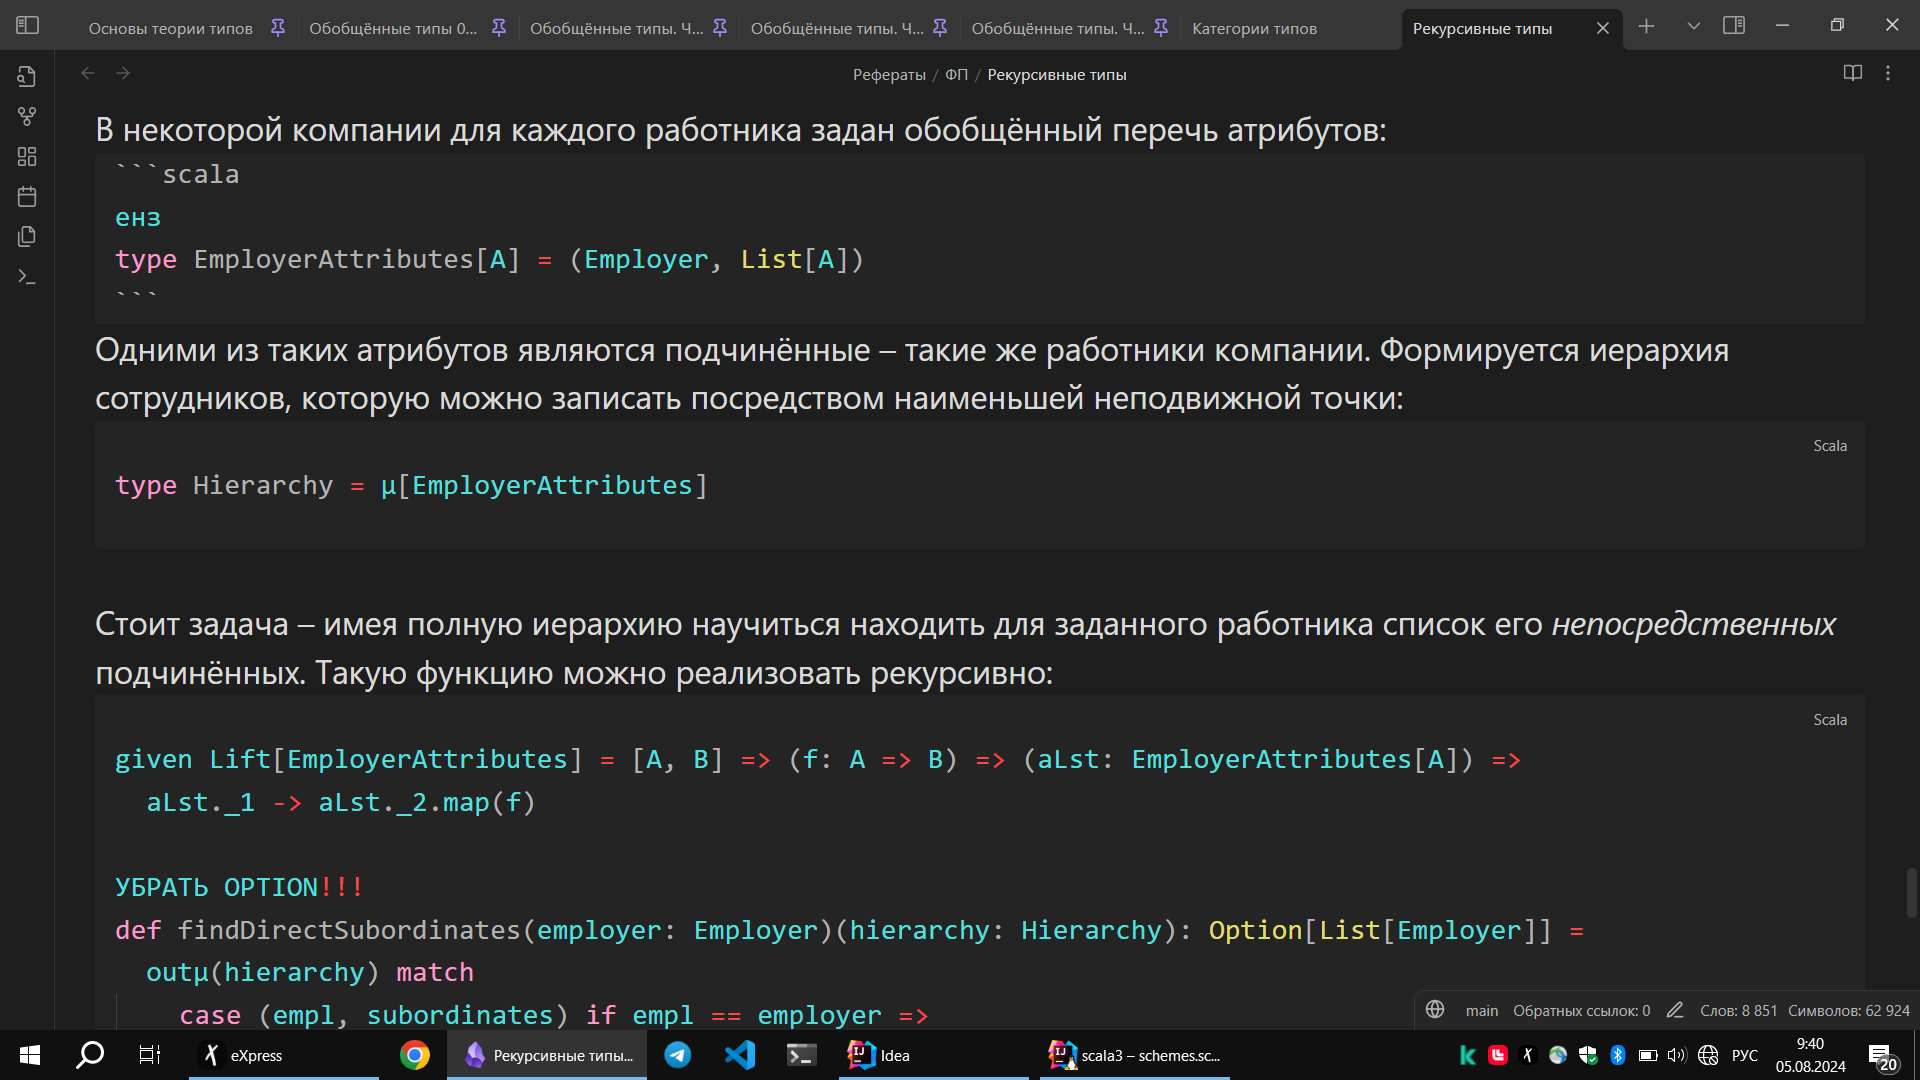 Основы теории типов
Обобщённые типы 0...
Обобщённые типы. Ч...
Обобщённые типы. Ч...
Обобщённые типы. Ч...
Категории типов
Рекурсивные типы
Рефераты / ФП / Рекурсивные типы
В некоторой компании для каждого работника задан обобщённый перечь атрибутов:
```scala
енз
type EmployerAttributes[A] = (Employer, List[A])
```
Одними из таких атрибутов являются подчинённые – такие же работники компании. Формируется иерархия
сотрудников, которую можно записать посредством наименьшей неподвижной точки:
Scala
type Hierarchy = μ[EmployerAttributes]
Стоит задача – имея полную иерархию научиться находить для заданного работника список его непосредственных
подчинённых. Такую функцию можно реализовать рекурсивно:
Scala
given Lift[EmployerAttributes] = [A, B] => (f: A => B) => (aLst: EmployerAttributes[A]) =>
aLst._1 -> aLst._2.map(f)
УБРАТЬ OPTION!!!
def findDirectSubordinates(employer: Employer)(hierarchy: Hierarchy): Option[List[Employer]] =
outμ(hierarchy) match
case (empl, subordinates) if empl == employer =>
main Обратных ссылок: 0 Слов: 8 851 Символов: 62 924
eXpress
Рекурсивные типы...
Idea
scala3 – schemes.sc...
РУС
9:40
05.08.2024
20